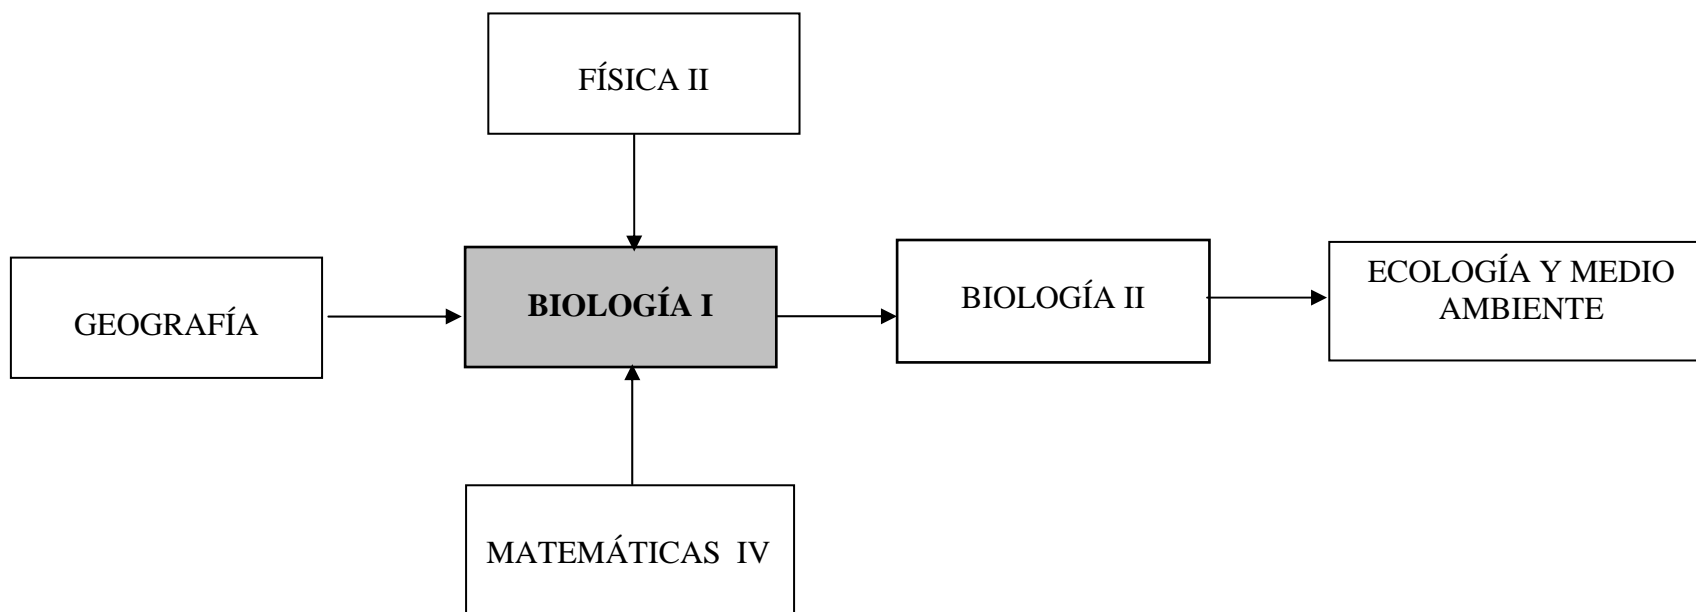 FÍSICA II
GEOGRAFÍA
BIOLOGÍA I
BIOLOGÍA II
ECOLOGÍA Y MEDIO
AMBIENTE
MATEMÁTICAS IV